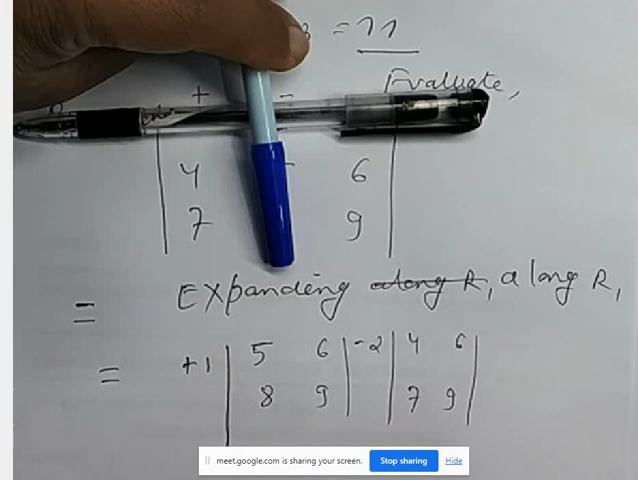 = 11
Evaluate,
+ -
4 6
7 9
= Expanding along R, along R,
= +1 | 5 6 | -2 | 4 6 |
8 9 7 9
meet.google.com is sharing your screen. Stop sharing Hide